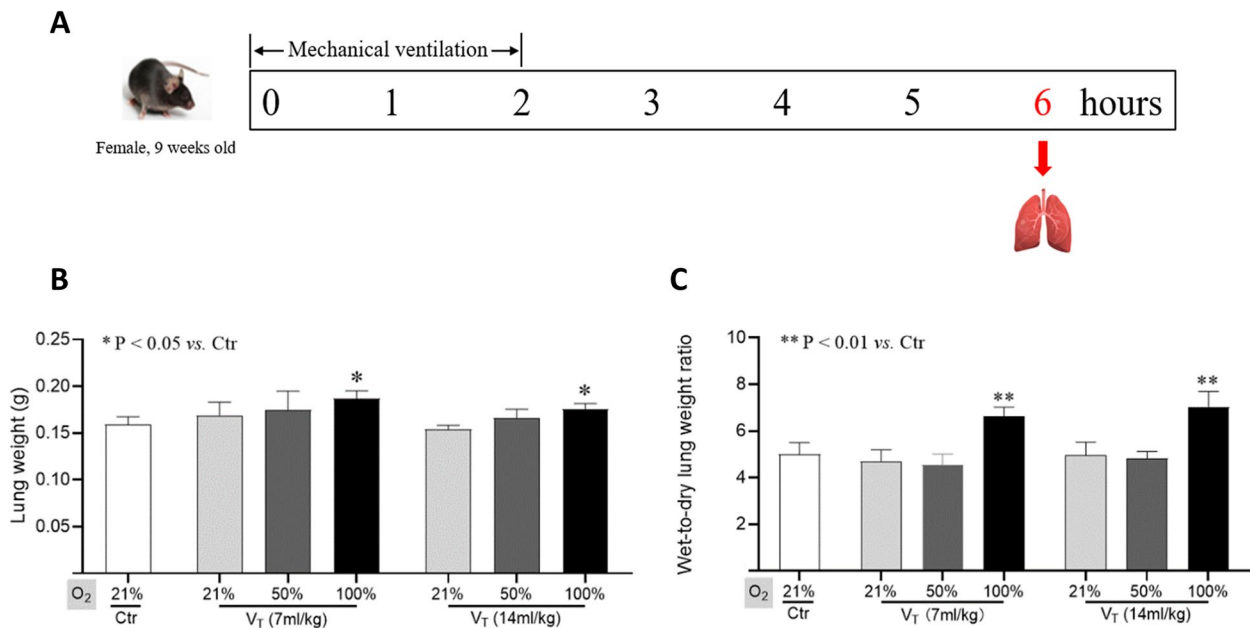 A
Mechanical ventilation
0 1 2 3 4 5 6 hours
Female, 9 weeks old
B
* P < 0.05 vs. Ctr
Lung weight (g)
0.25
0.20
0.15
0.10
0.05
*
*
O2 21% 21% 50% 100% 21% 50% 100%
Ctr VT (7ml/kg) VT (14ml/kg)
C
** P < 0.01 vs. Ctr
Wet-to-dry lung weight ratio
10
8
6
4
2
**
**
O2 21% 21% 50% 100% 21% 50% 100%
Ctr VT (7ml/kg) VT (14ml/kg)